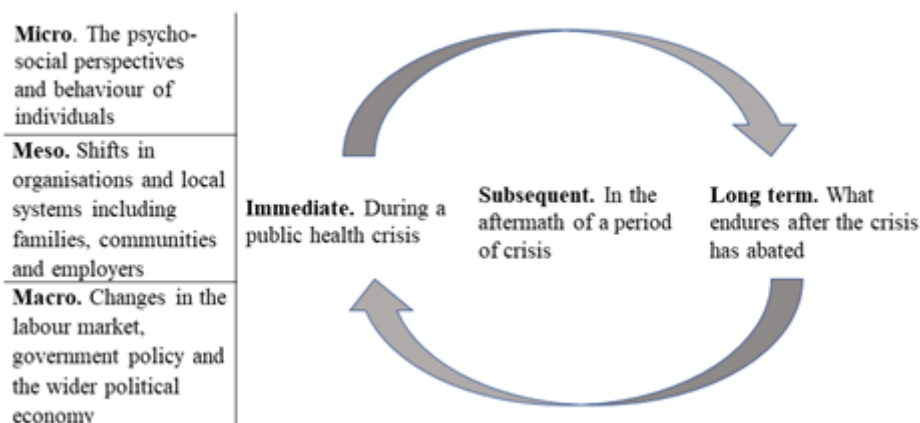 Micro. The psycho-
social perspectives
and behaviour of
individuals
Meso. Shifts in
organisations and local
systems including
families, communities
and employers
Macro. Changes in the
labour market,
government policy and
the wider political
economy
Immediate. During a
public health crisis
Subsequent. In the
aftermath of a period
of crisis
Long term. What
endures after the crisis
has abated